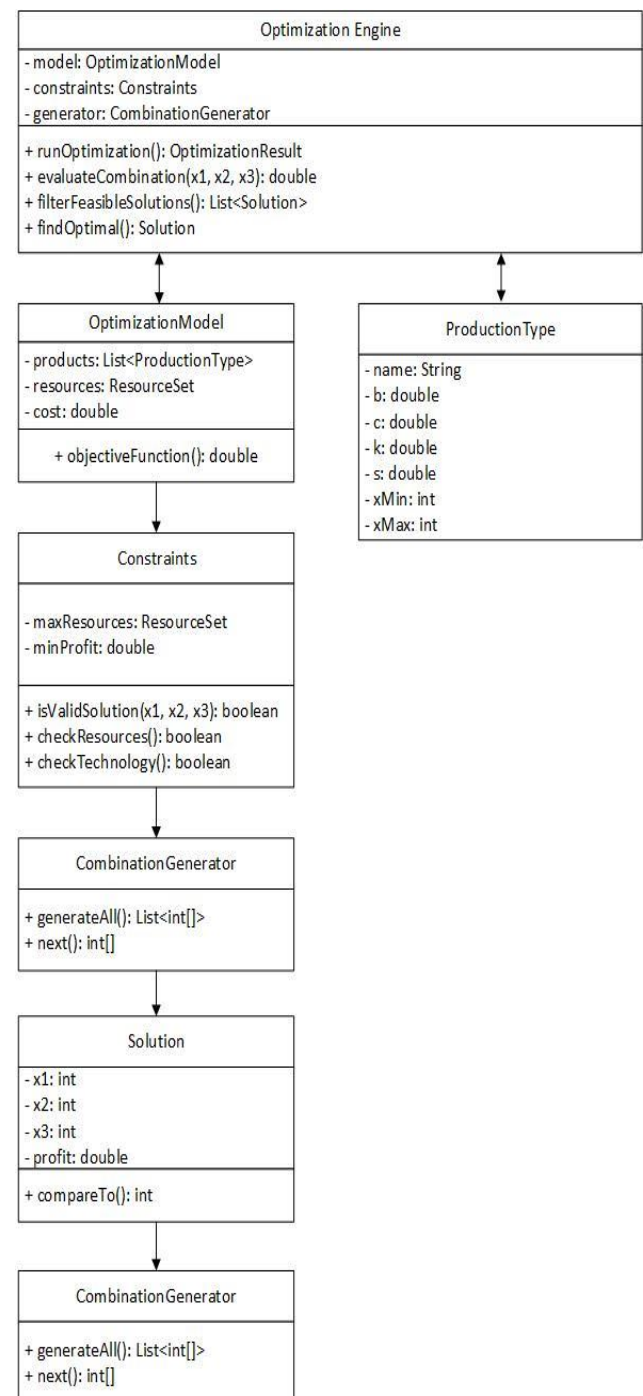 Optimization Engine
- model: OptimizationModel
- constraints: Constraints
- generator: CombinationGenerator
+ runOptimization(): OptimizationResult
+ evaluateCombination(x1, x2, x3): double
+ filterFeasibleSolutions(): List<Solution>
+ findOptimal(): Solution
OptimizationModel
- products: List<ProductionType>
- resources: ResourceSet
- cost: double
+ objectiveFunction(): double
ProductionType
- name: String
- b: double
- c: double
- k: double
- s: double
- xMin: int
- xMax: int
Constraints
- maxResources: ResourceSet
- minProfit: double
+ isValidSolution(x1, x2, x3): boolean
+ checkResources(): boolean
+ checkTechnology(): boolean
CombinationGenerator
+ generateAll(): List<int[]>
+ next(): int[]
Solution
- x1: int
- x2: int
- x3: int
- profit: double
+ compareTo(): int
CombinationGenerator
+ generateAll(): List<int[]>
+ next(): int[]